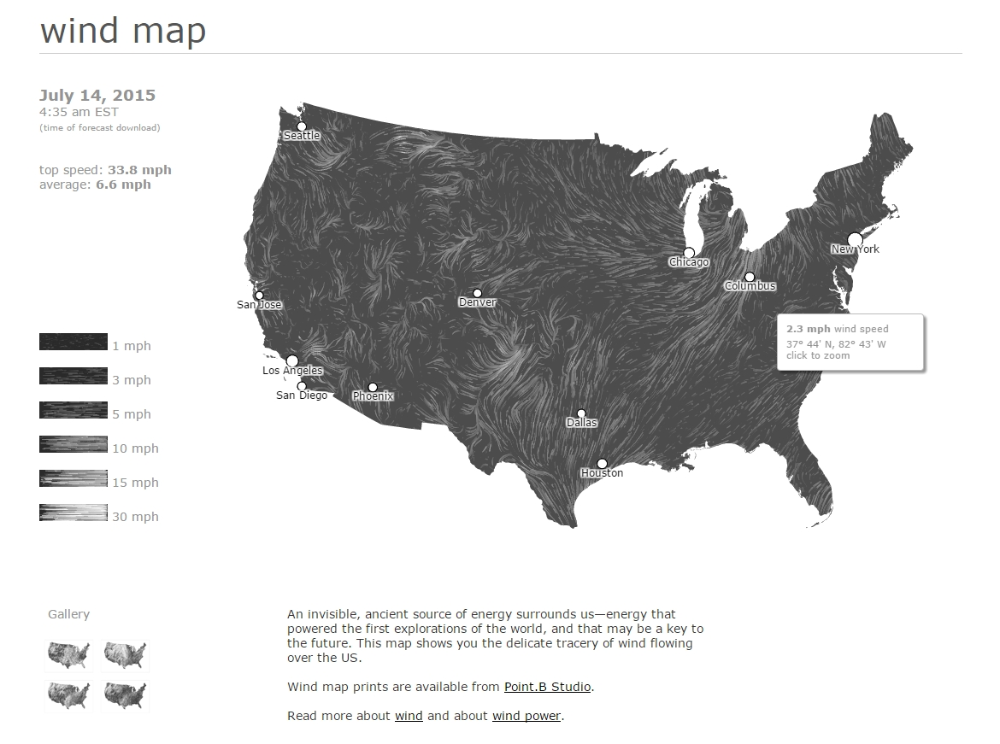 wind map
July 14, 2015
4:35 am EST
(time of forecast download)
top speed: 33.8 mph
average: 6.6 mph
Seattle
New York
Chicago
Columbus
San Jose
Denver
2.3 mph wind speed
37° 44' N, 82° 43' W
click to zoom
Los Angeles
San Diego
Phoenix
Dallas
Houston
1 mph
3 mph
5 mph
10 mph
15 mph
30 mph
Gallery
An invisible, ancient source of energy surrounds us—energy that
powered the first explorations of the world, and that may be a key to
the future. This map shows you the delicate tracery of wind flowing
over the US.
Wind map prints are available from Point.B Studio.
Read more about wind and about wind power.